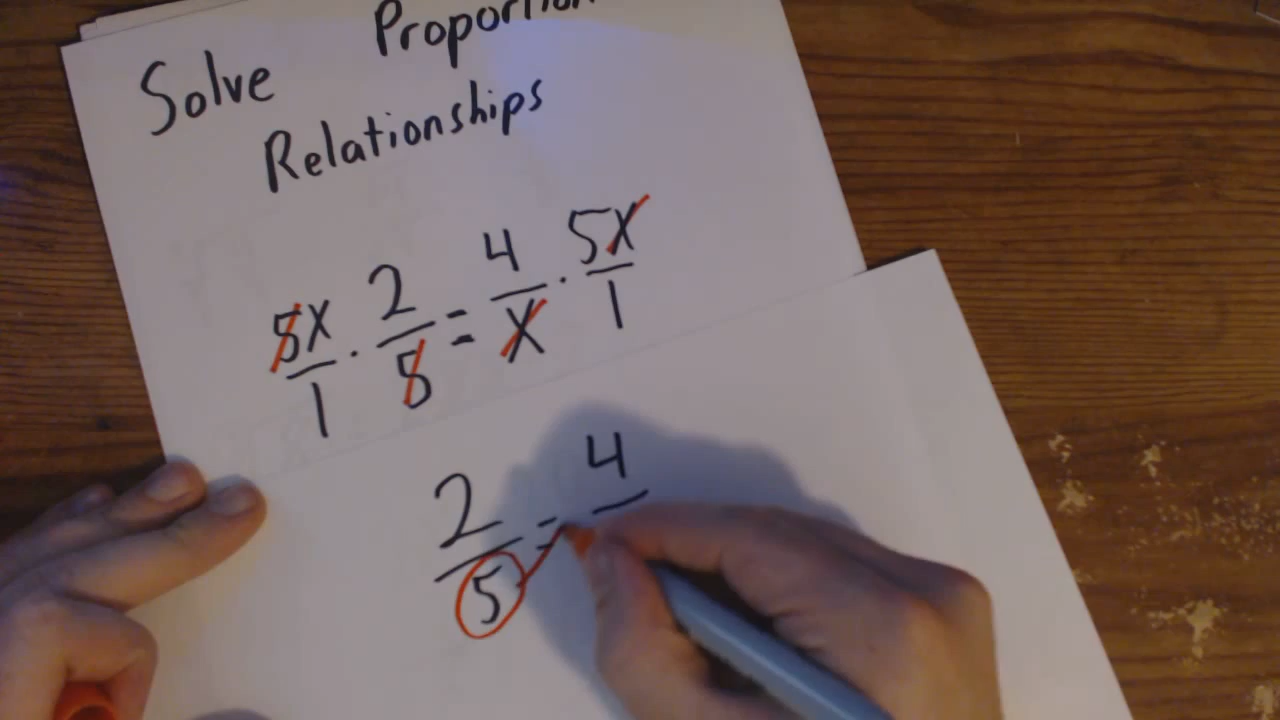 Solve Proportion
Relationships
5x/1 · 2/5 = 4/x · 5x/1
2/5 = 4